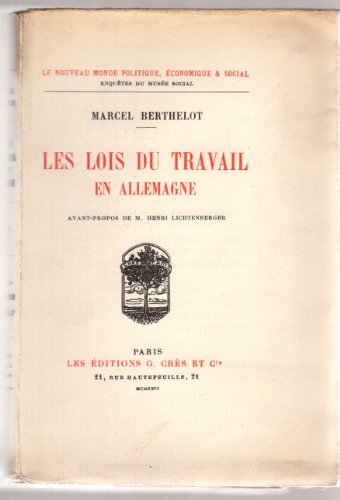 LE NOUVEAU MONDE POLITIQUE, ÉCONOMIQUE & SOCIAL
ENQUÊTES DU MUSÉE SOCIAL
MARCEL BERTHELOT
LES LOIS DU TRAVAIL
EN ALLEMAGNE
AVANT-PROPOS DE M. HENRI LICHTENBERGER
PARIS
LES ÉDITIONS G. CRÈS ET Cie
21, RUE HAUTEFEUILLE, 21